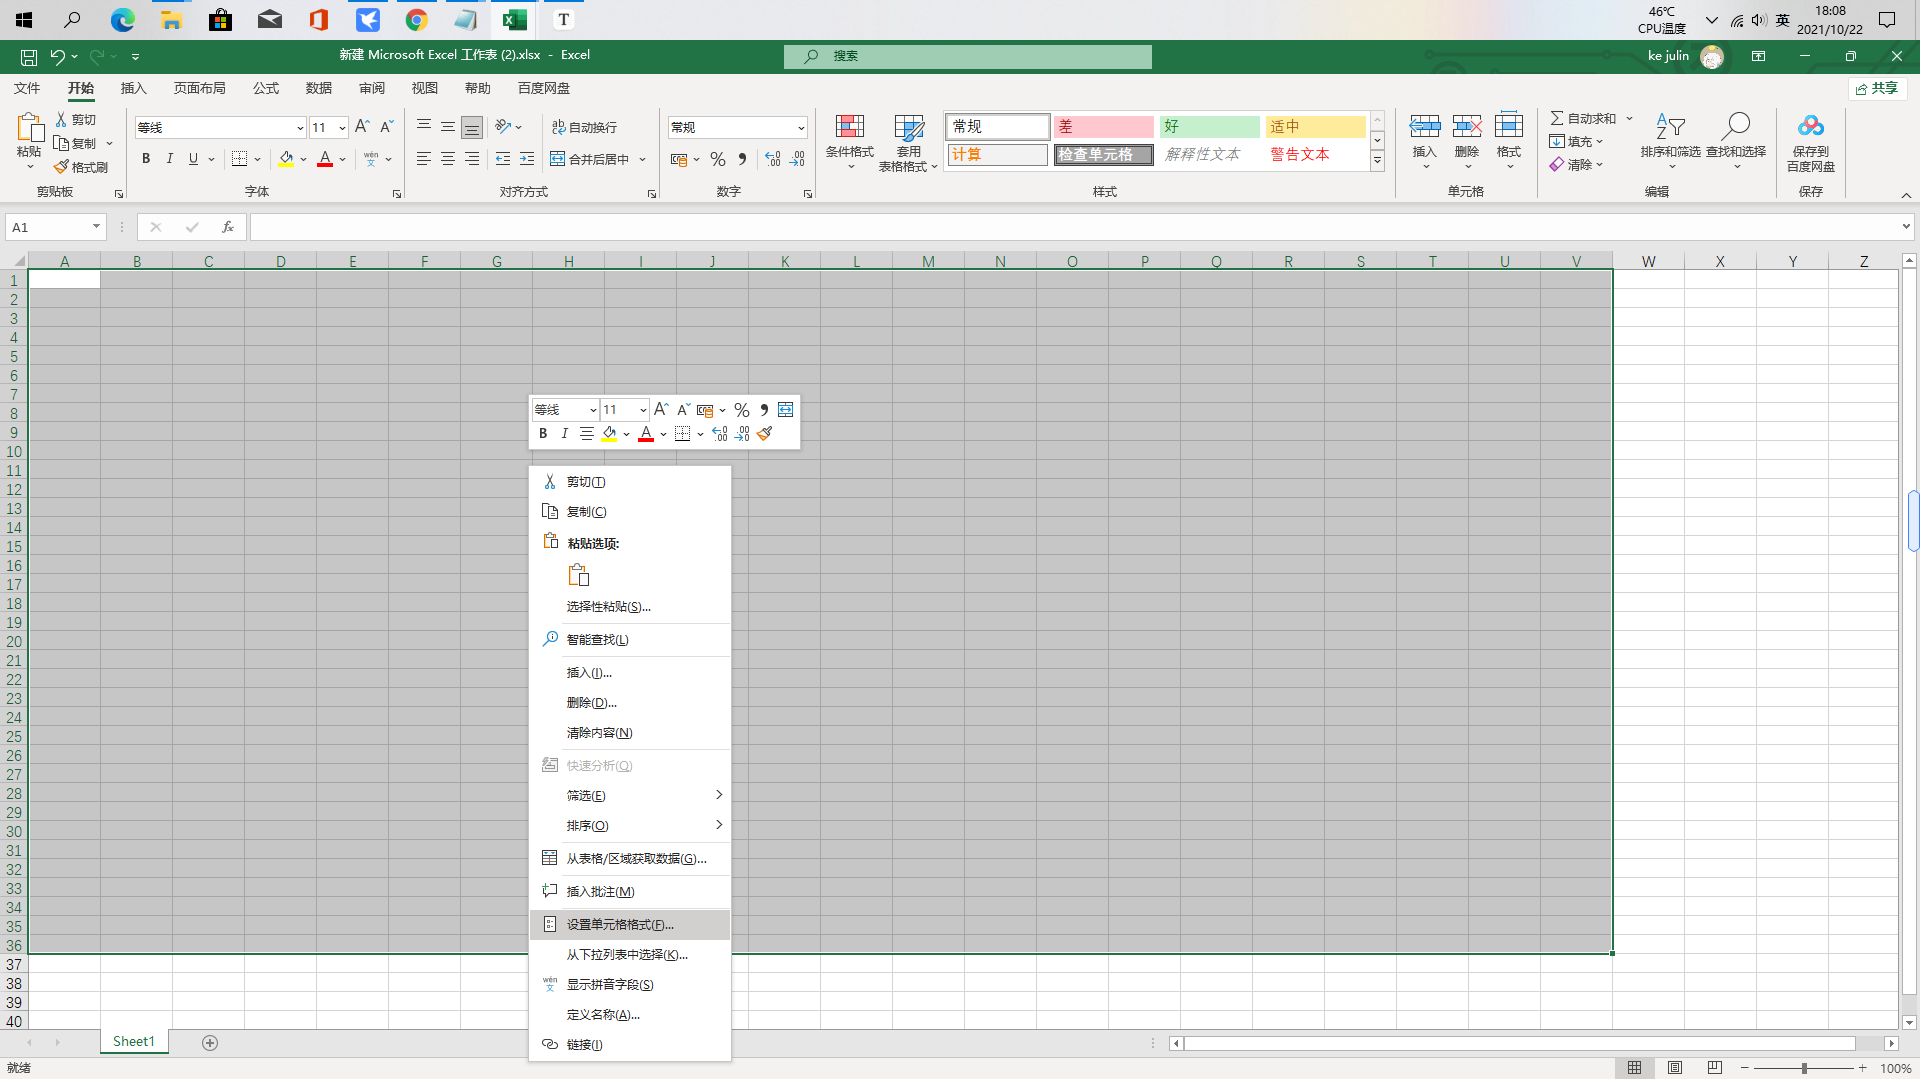 46℃
CPU温度
英
18:08
2021/10/22
T
新建 Microsoft Excel 工作表 (2).xlsx - Excel
搜索
ke julin
文件 开始 插入 页面布局 公式 数据 审阅 视图 帮助 百度网盘
共享
粘贴
剪切
复制
格式刷
剪贴板
等线 11
B I U
字体
自动换行
合并后居中
对齐方式
常规
数字
条件格式
套用
表格格式
常规 差 好 适中
计算 检查单元格 解释性文本 警告文本
样式
插入 删除 格式
单元格
自动求和
填充
清除
排序和筛选 查找和选择
编辑
保存到
百度网盘
保存
A1
fx
A B C D E F G H I J K L M N O P Q R S T U V W X Y Z
1
2
3
4
5
6
7
8
9
10
11
12
13
14
15
16
17
18
19
20
21
22
23
24
25
26
27
28
29
30
31
32
33
34
35
36
37
38
39
40
等线 11
B I
剪切(T)
复制(C)
粘贴选项:
选择性粘贴(S)...
智能查找(L)
插入(I)...
删除(D)...
清除内容(N)
快速分析(Q)
筛选(E)
排序(O)
从表格/区域获取数据(G)...
插入批注(M)
设置单元格格式(F)...
从下拉列表中选择(K)...
显示拼音字段(S)
定义名称(A)...
链接(I)
Sheet1
就绪
100%